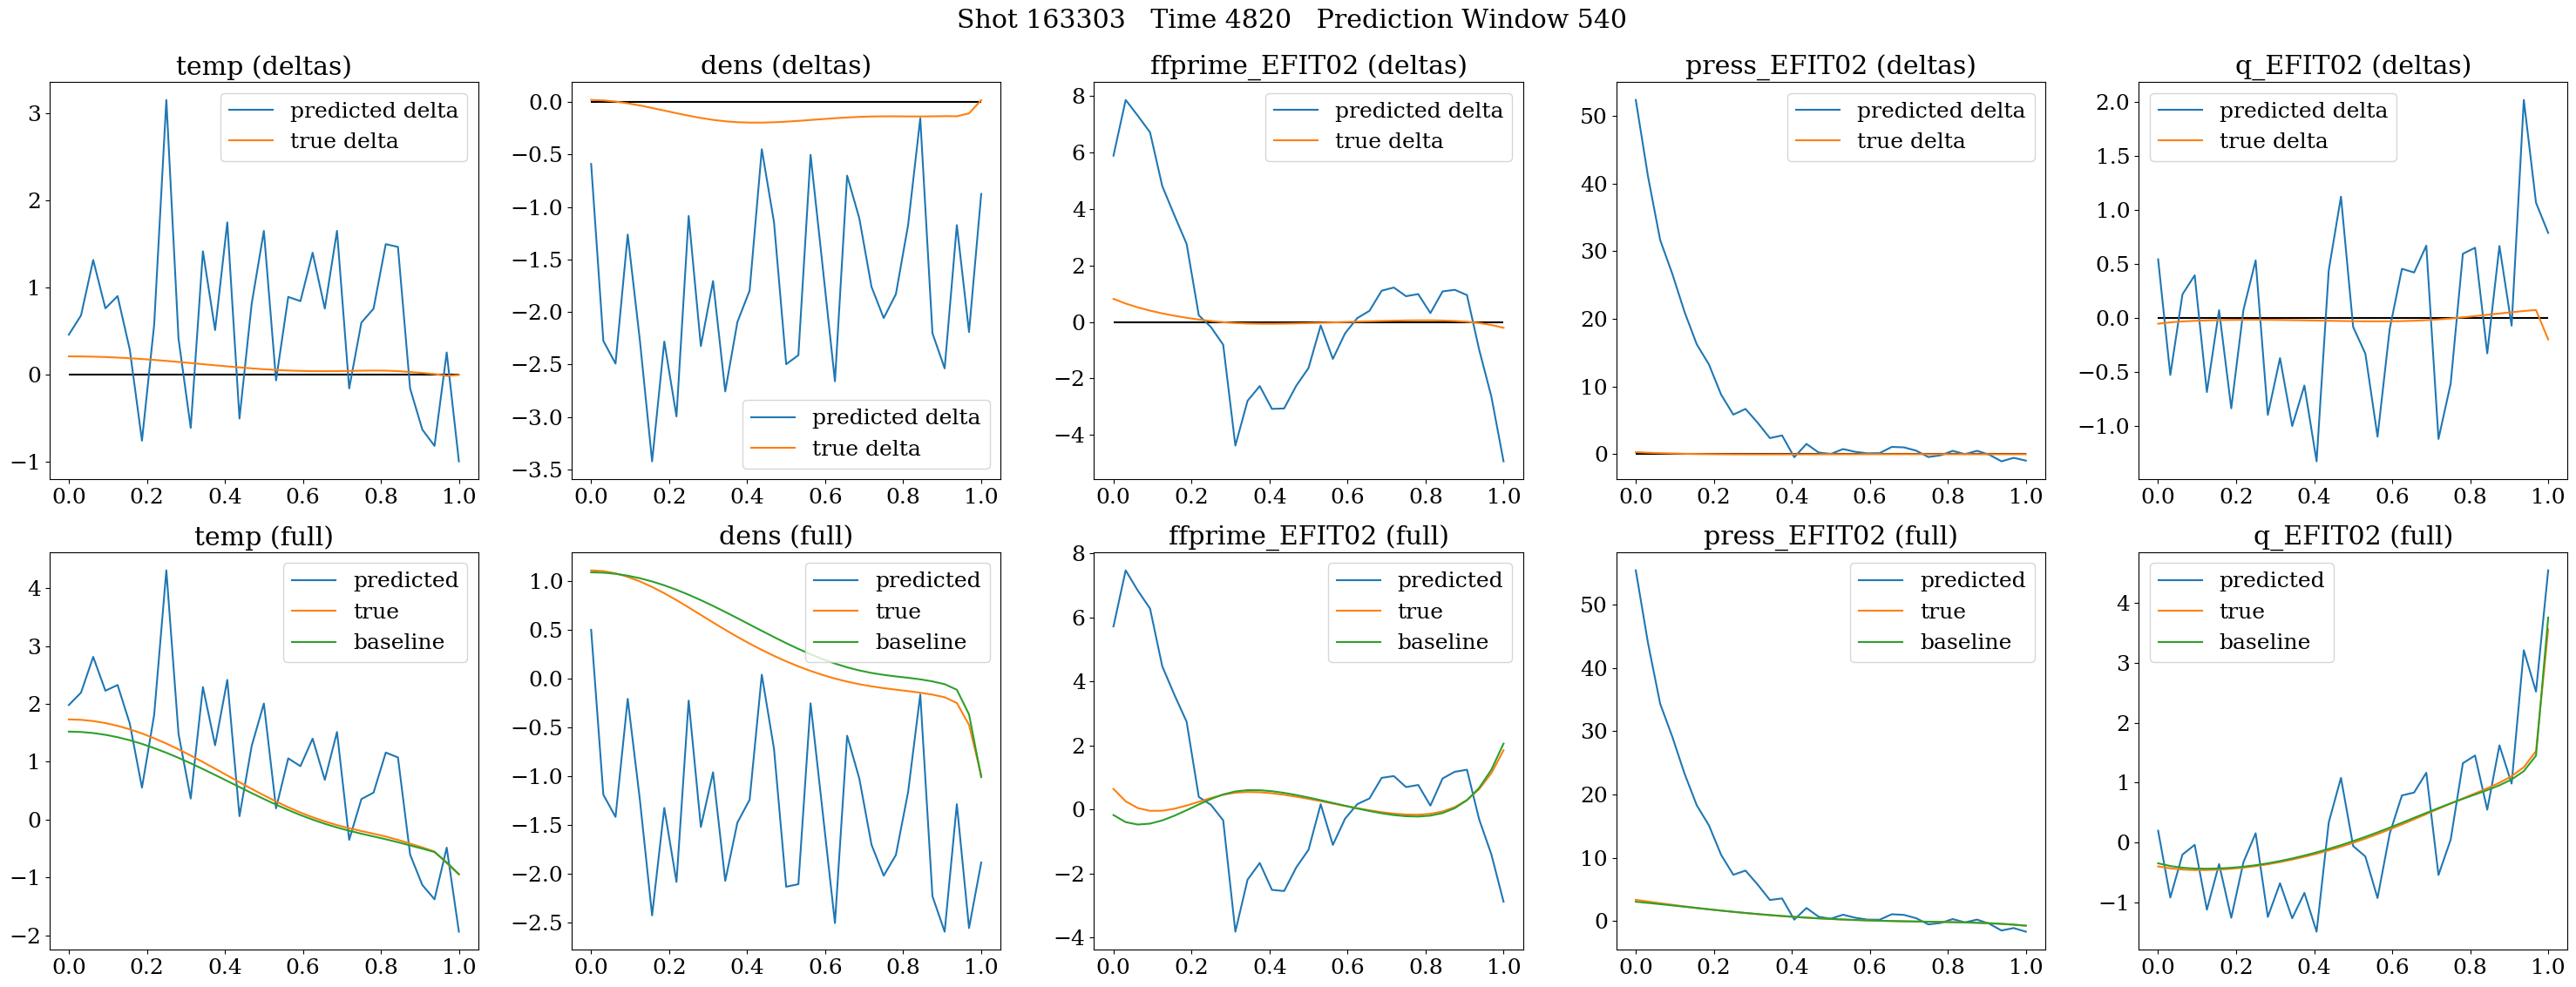 Shot 163303   Time 4820   Prediction Window 540
temp (deltas)
3
2
1
0
−1
0.0 0.2 0.4 0.6 0.8 1.0
predicted delta
true delta
dens (deltas)
0.0
−0.5
−1.0
−1.5
−2.0
−2.5
−3.0
−3.5
0.0 0.2 0.4 0.6 0.8 1.0
predicted delta
true delta
ffprime_EFIT02 (deltas)
8
6
4
2
0
−2
−4
0.0 0.2 0.4 0.6 0.8 1.0
predicted delta
true delta
press_EFIT02 (deltas)
50
40
30
20
10
0
0.0 0.2 0.4 0.6 0.8 1.0
predicted delta
true delta
q_EFIT02 (deltas)
2.0
1.5
1.0
0.5
0.0
−0.5
−1.0
0.0 0.2 0.4 0.6 0.8 1.0
predicted delta
true delta
temp (full)
4
3
2
1
0
−1
−2
0.0 0.2 0.4 0.6 0.8 1.0
predicted
true
baseline
dens (full)
1.0
0.5
0.0
−0.5
−1.0
−1.5
−2.0
−2.5
0.0 0.2 0.4 0.6 0.8 1.0
predicted
true
baseline
ffprime_EFIT02 (full)
8
6
4
2
0
−2
−4
0.0 0.2 0.4 0.6 0.8 1.0
predicted
true
baseline
press_EFIT02 (full)
50
40
30
20
10
0
0.0 0.2 0.4 0.6 0.8 1.0
predicted
true
baseline
q_EFIT02 (full)
4
3
2
1
0
−1
0.0 0.2 0.4 0.6 0.8 1.0
predicted
true
baseline